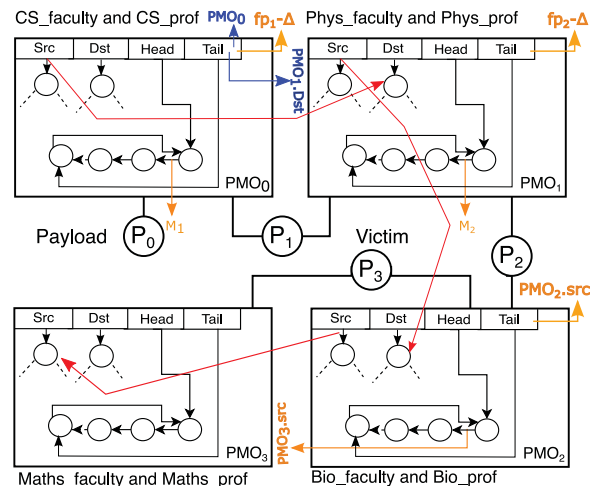 CS_faculty and CS_prof
PMO0
fp1-Δ
Phys_faculty and Phys_prof
fp2-Δ
Src Dst Head Tail
PMO1.Dst
Src Dst Head Tail
PMO0
PMO1
M1
M2
Payload
P0
P1
Victim
P2
P3
PMO2.src
Src Dst Head Tail
Src Dst Head Tail
PMO3.src
PMO3
PMO2
Maths_faculty and Maths_prof
Bio_faculty and Bio_prof